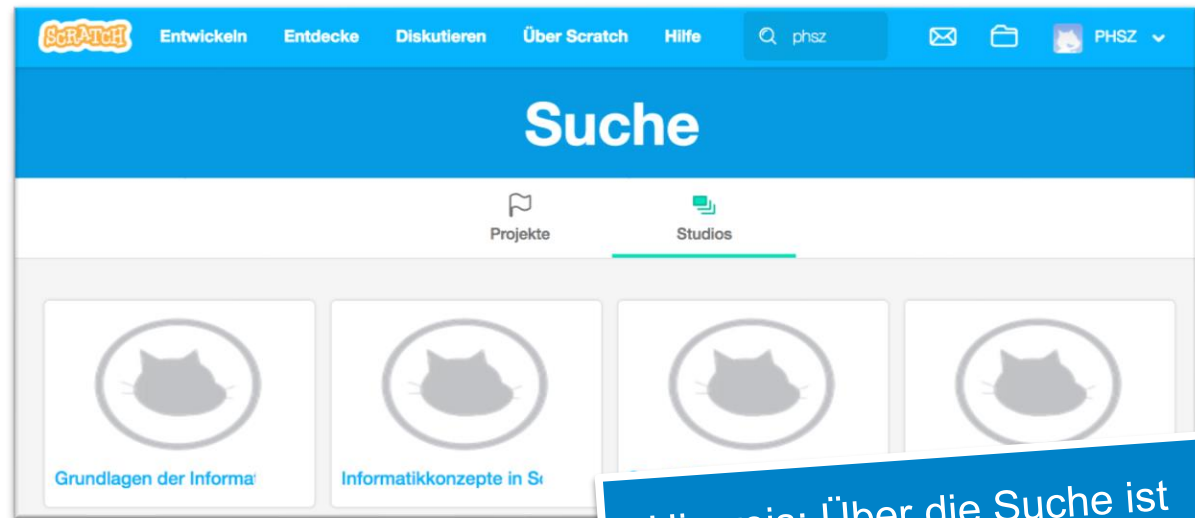 SCRATCH Entwickeln Entdecke Diskutieren Über Scratch Hilfe phsz PHSZ
Suche
Projekte Studios
Grundlagen der Informa Informatikkonzepte in Sc
Über die Suche ist